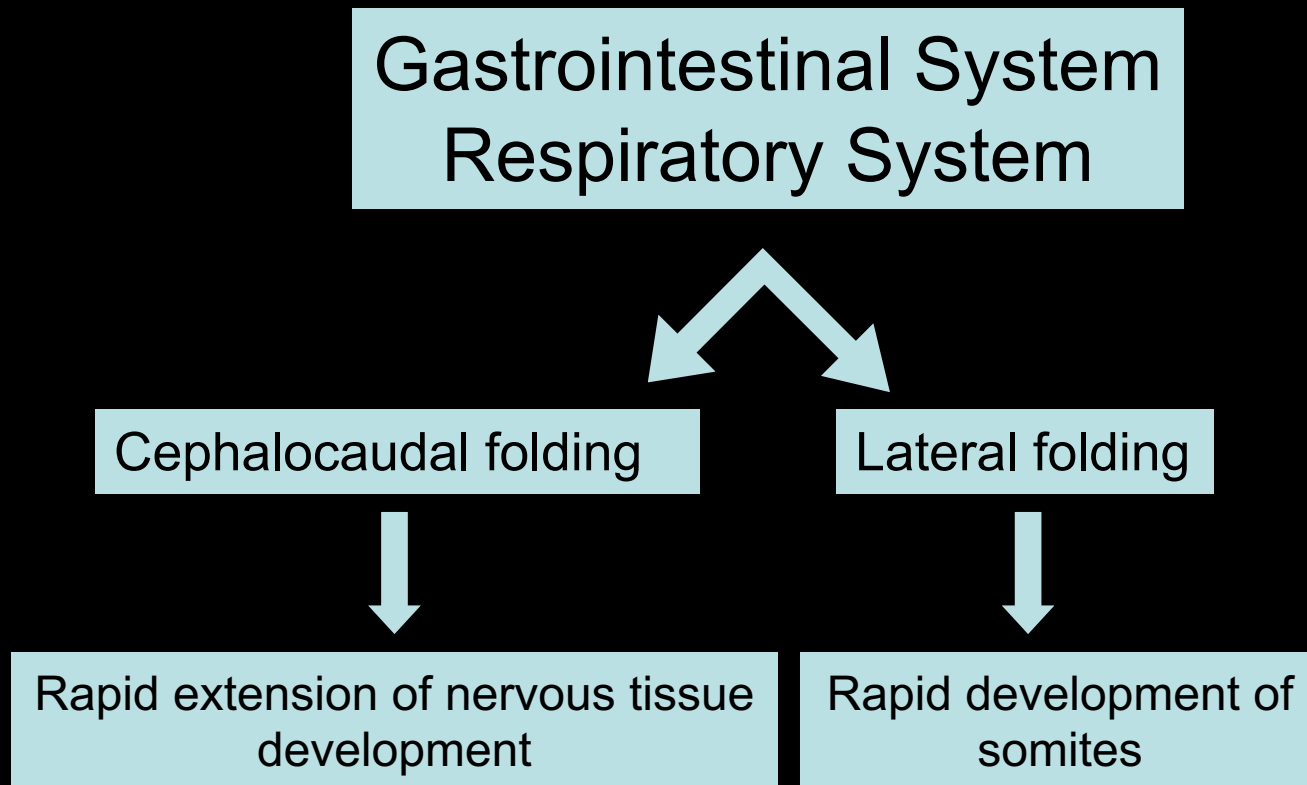 Gastrointestinal System
Respiratory System
Cephalocaudal folding
Lateral folding
Rapid extension of nervous tissue
development
Rapid development of
somites